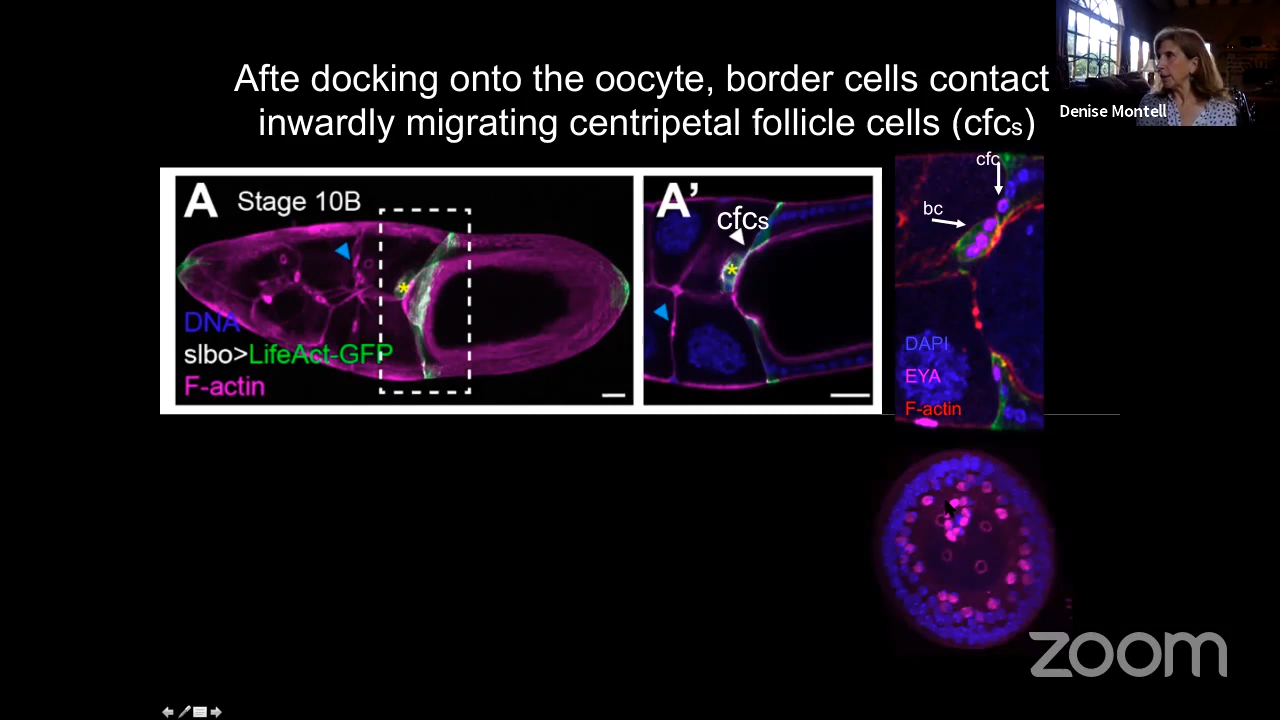 Afte docking onto the oocyte, border cells contact
inwardly migrating centripetal follicle cells (cfcs)
Denise Montell
A Stage 10B
DNA
slbo>LifeAct-GFP
F-actin
A’
cfcs
*
*
cfc
bc
DAPI
EYA
F-actin
zoom